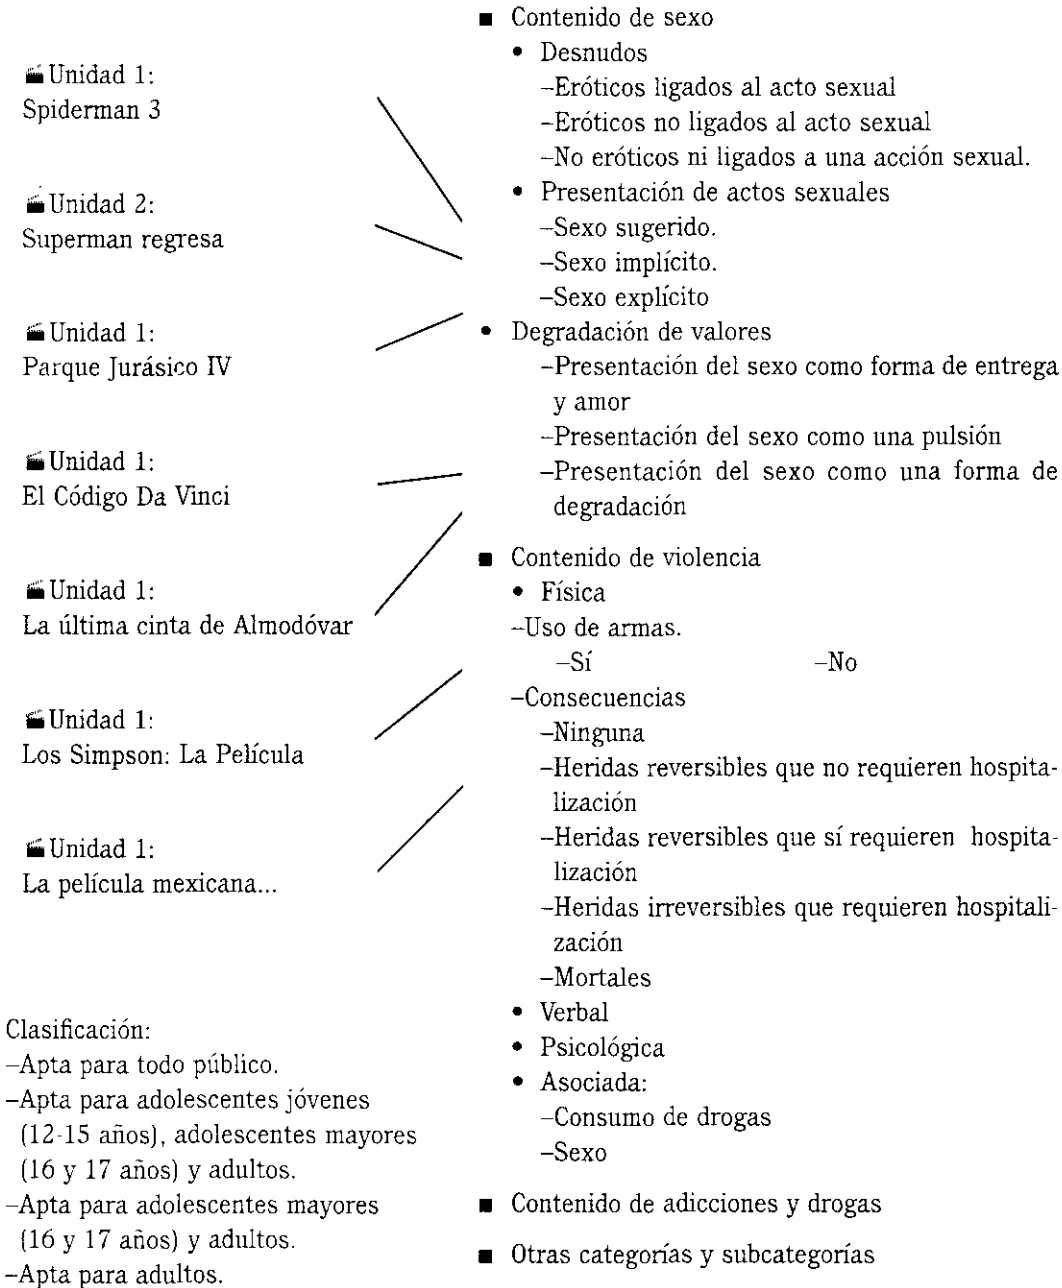 Unidad 1:
Spiderman 3
Unidad 2:
Superman regresa
Unidad 1:
Parque Jurásico IV
Unidad 1:
El Código Da Vinci
Unidad 1:
La última cinta de Almodóvar
Unidad 1:
Los Simpson: La Película
Unidad 1:
La película mexicana...
Clasificación:
–Apta para todo público.
–Apta para adolescentes jóvenes
(12-15 años), adolescentes mayores
(16 y 17 años) y adultos.
–Apta para adolescentes mayores
(16 y 17 años) y adultos.
–Apta para adultos.
■ Contenido de sexo
• Desnudos
–Eróticos ligados al acto sexual
–Eróticos no ligados al acto sexual
–No eróticos ni ligados a una acción sexual.
• Presentación de actos sexuales
–Sexo sugerido.
–Sexo implícito.
–Sexo explícito
• Degradación de valores
–Presentación del sexo como forma de entrega
y amor
–Presentación del sexo como una pulsión
–Presentación del sexo como una forma de
degradación
■ Contenido de violencia
• Física
–Uso de armas.
–Sí –No
–Consecuencias
–Ninguna
–Heridas reversibles que no requieren hospita-
lización
–Heridas reversibles que sí requieren hospita-
lización
–Heridas irreversibles que requieren hospitali-
zación
–Mortales
• Verbal
• Psicológica
• Asociada:
–Consumo de drogas
–Sexo
■ Contenido de adicciones y drogas
■ Otras categorías y subcategorías